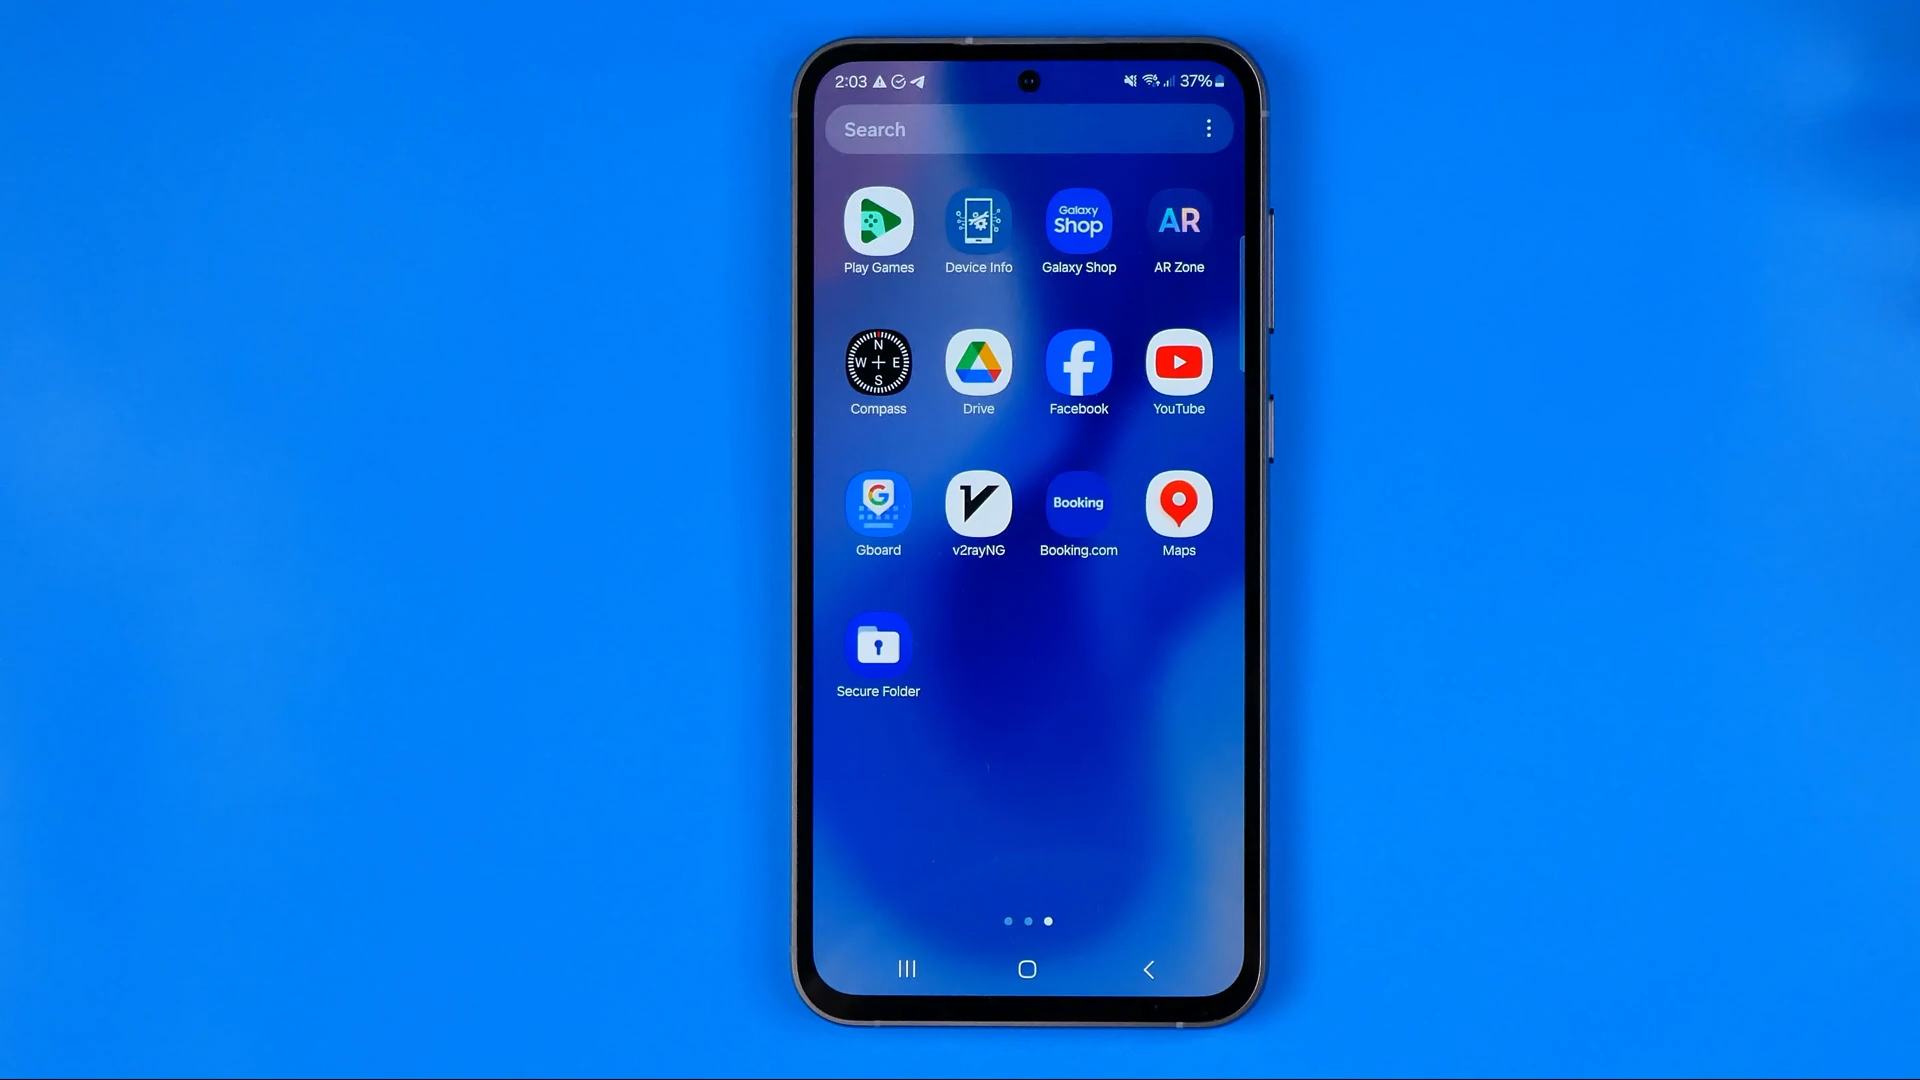 2:03 37%
Search
Galaxy Shop AR
Play Games Device Info Galaxy Shop AR Zone
N
W E
S
Compass Drive Facebook YouTube
G Booking
Gboard v2rayNG Booking.com Maps
Secure Folder